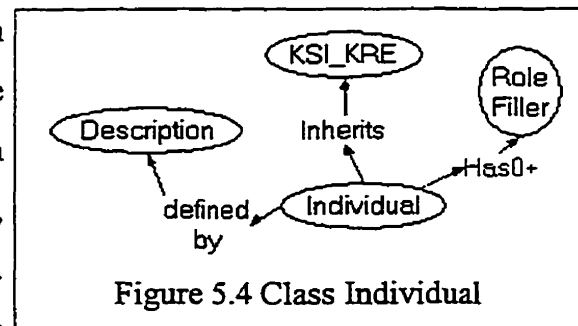 KSI_KRE
Role
Filler
Description
Inherits
Has0+
defined
by
Individual
Figure 5.4 Class Individual